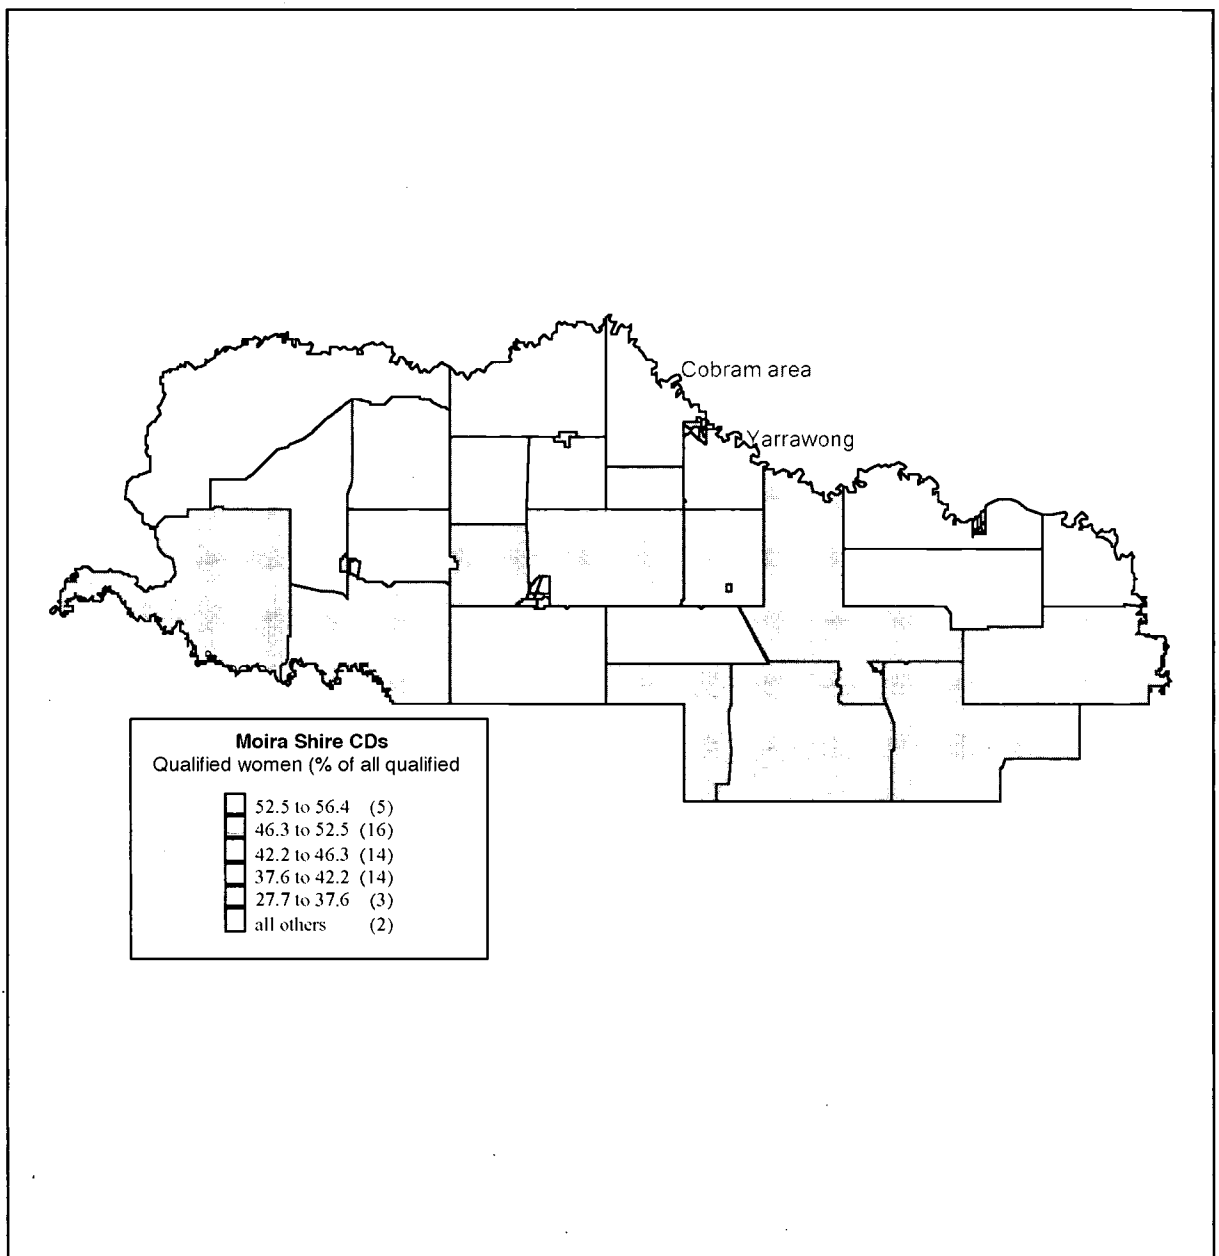 Cobram area
Yarrawong
Moira Shire CDs
Qualified women (% of all qualified
52.5 to 56.4 (5)
46.3 to 52.5 (16)
42.2 to 46.3 (14)
37.6 to 42.2 (14)
27.7 to 37.6 (3)
all others (2)